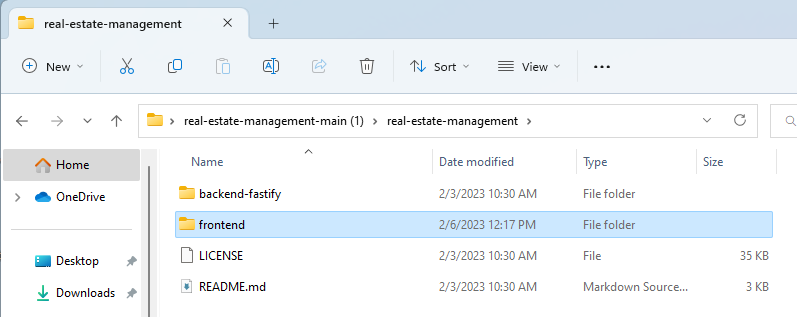 real-estate-management
New
Sort
View
real-estate-management-main (1) real-estate-management
Home
OneDrive
Desktop
Downloads
Name Date modified Type Size
backend-fastify 2/3/2023 10:30 AM File folder
frontend 2/6/2023 12:17 PM File folder
LICENSE 2/3/2023 10:30 AM File 35 KB
README.md 2/3/2023 10:30 AM Markdown Source... 3 KB